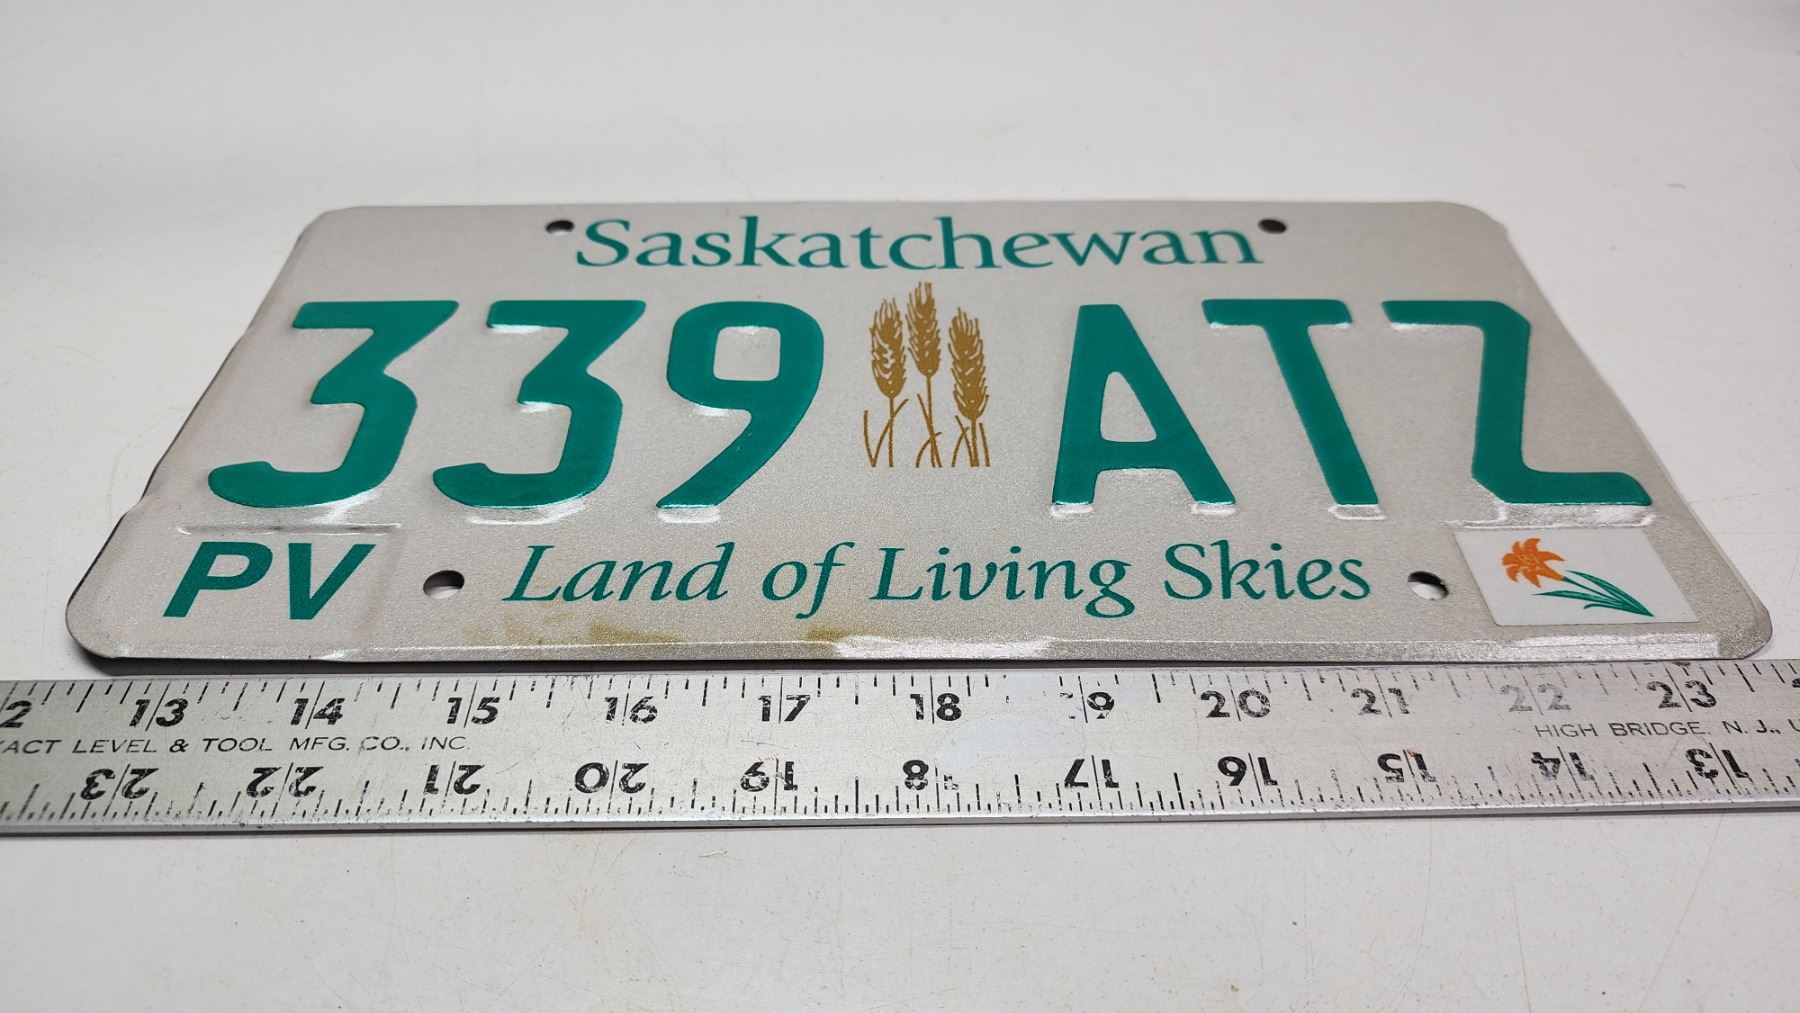 Saskatchewan
339 ATZ
PV Land of Living Skies
2 13 14 15 16 17 18 9 20 21 22 23
ACT LEVEL & TOOL MFG. CO., INC. HIGH BRIDGE, N. J., U
23 22 21 20 19 18 17 16 15 14 13